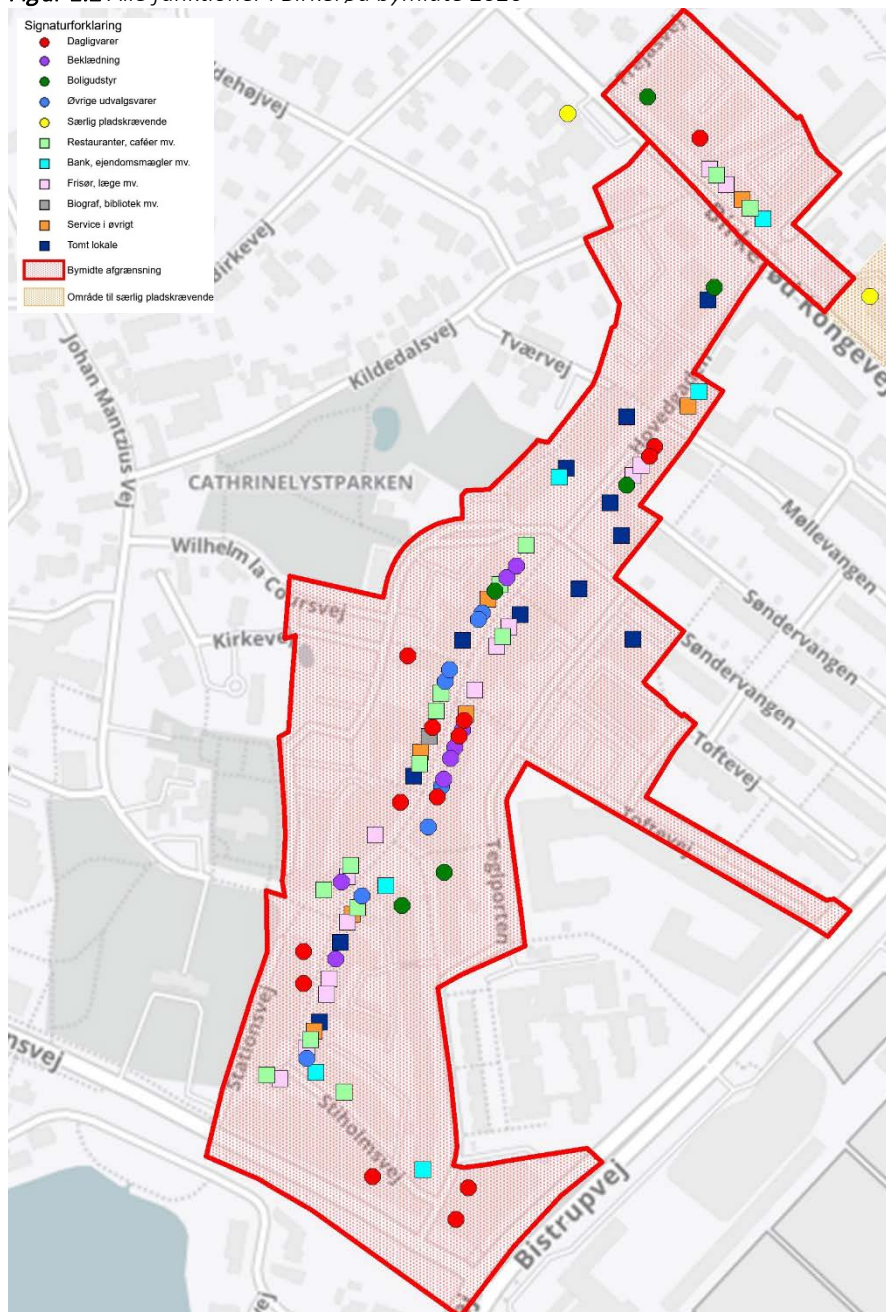 Signaturforklaring
Dagligvarer
Beklædning
Boligudstyr
Øvrige udvalgsvarer
Særlig pladskrævende
Restauranter, caféer mv.
Bank, ejendomsmægler mv.
Frisør, læge mv.
Biograf, bibliotek mv.
Service i øvrigt
Tomt lokale
Bymidte afgrænsning
Område til særlig pladskrævende
Birkevej
Johan Mantzius Vej
Kildedalsvej
Tværvej
Hovedgaden
Kongevej
CATHRINELYSTPARKEN
Wilhelm la Coursvej
Kirkevej
Møllevangen
Søndervangen
Søndervangen
Toftevej
Toftevej
Teglporten
Stationsvej
Stiholmsvej
Bistrupvej